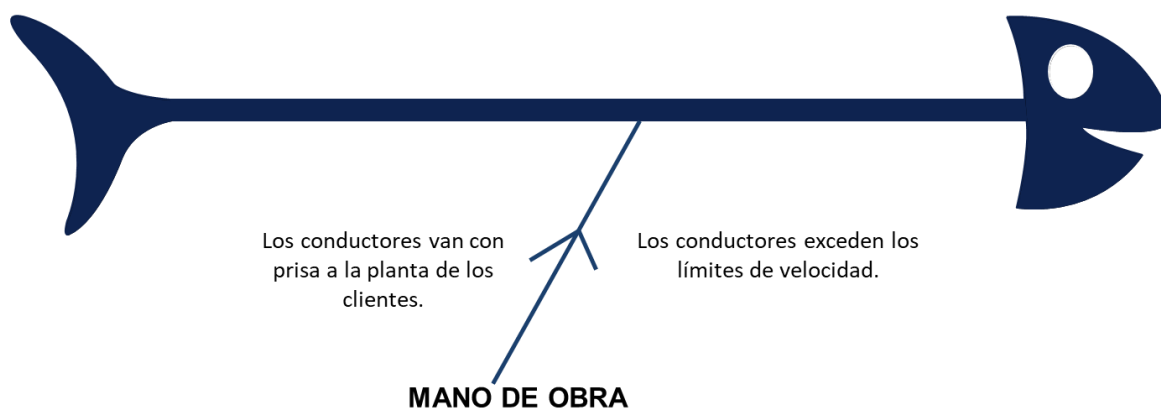 Los conductores van con
prisa a la planta de los
clientes.
Los conductores exceden los
límites de velocidad.
MANO DE OBRA